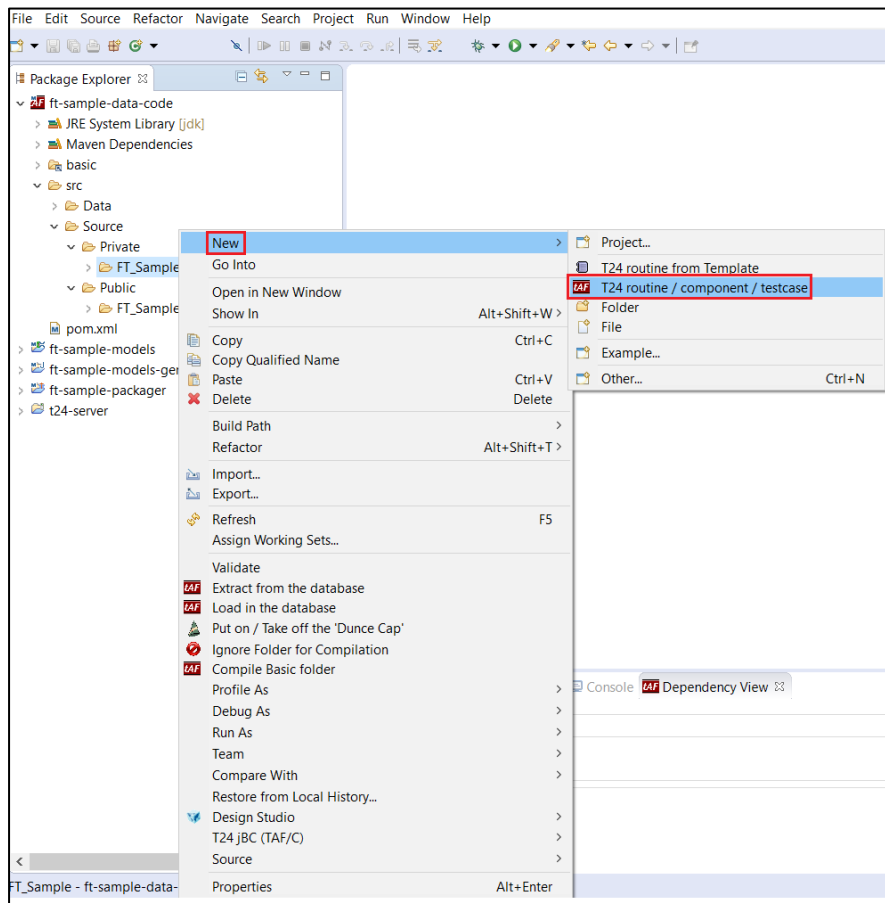 File Edit Source Refactor Navigate Search Project Run Window Help
Package Explorer
ft-sample-data-code
JRE System Library [jdk]
Maven Dependencies
basic
src
Data
Source
Private
FT_Sample
Public
FT_Sample
pom.xml
ft-sample-models
ft-sample-models-ger
ft-sample-packager
t24-server
New
Go Into
Open in New Window
Show In Alt+Shift+W
Copy Ctrl+C
Copy Qualified Name
Paste Ctrl+V
Delete Delete
Build Path
Refactor Alt+Shift+T
Import...
Export...
Refresh F5
Assign Working Sets...
Validate
Extract from the database
Load in the database
Put on / Take off the 'Dunce Cap'
Ignore Folder for Compilation
Compile Basic folder
Profile As
Debug As
Run As
Team
Compare With
Restore from Local History...
Design Studio
T24 jBC (TAF/C)
Source
Properties Alt+Enter
Project...
T24 routine from Template
tAF T24 routine / component / testcase
Folder
File
Example...
Other... Ctrl+N
Console tAF Dependency View
FT_Sample - ft-sample-data-